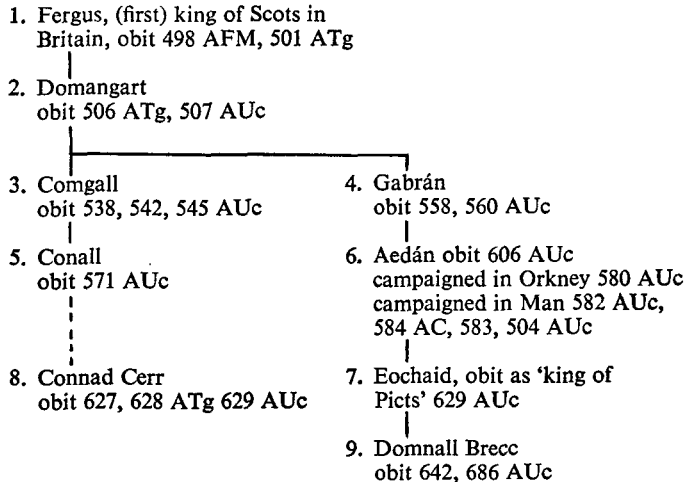 1. Fergus, (first) king of Scots in
Britain, obit 498 AFM, 501 ATg
2. Domangart
obit 506 ATg, 507 AUc
3. Comgall
obit 538, 542, 545 AUc
4. Gabrán
obit 558, 560 AUc
5. Conall
obit 571 AUc
6. Aedán obit 606 AUc
campaigned in Orkney 580 AUc
campaigned in Man 582 AUc,
584 AC, 583, 504 AUc
8. Connad Cerr
obit 627, 628 ATg 629 AUc
7. Eochaid, obit as ‘king of
Picts’ 629 AUc
9. Domnall Brecc
obit 642, 686 AUc